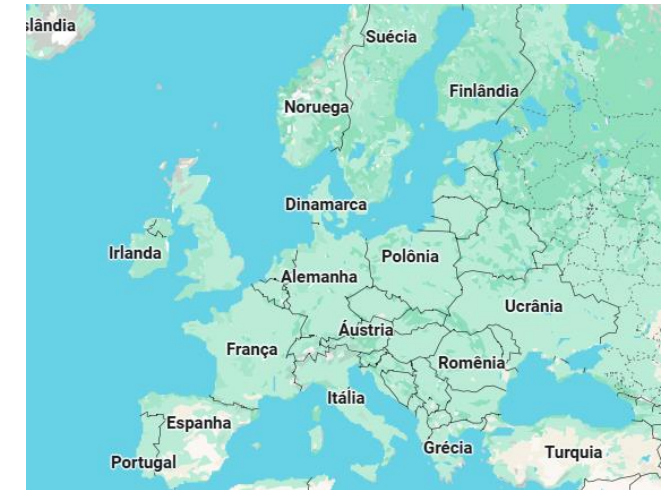 slândia
Suécia
Finlândia
Noruega
Dinamarca
Irlanda
Polônia
Alemanha
Ucrânia
Áustria
França
Romênia
Itália
Espanha
Grécia
Turquia
Portugal